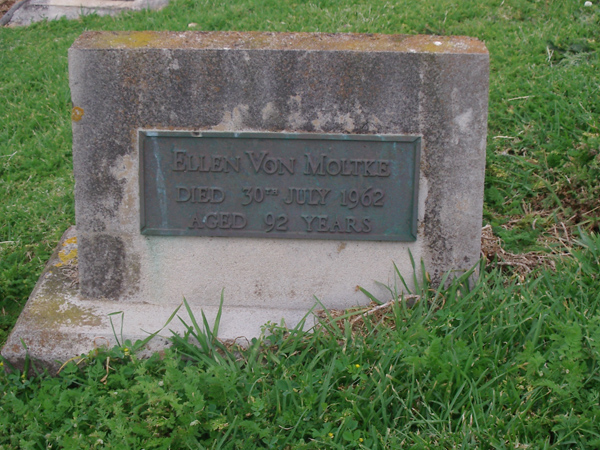 Ellen Von Moltke
Died 30th July 1962
Aged 92 Years